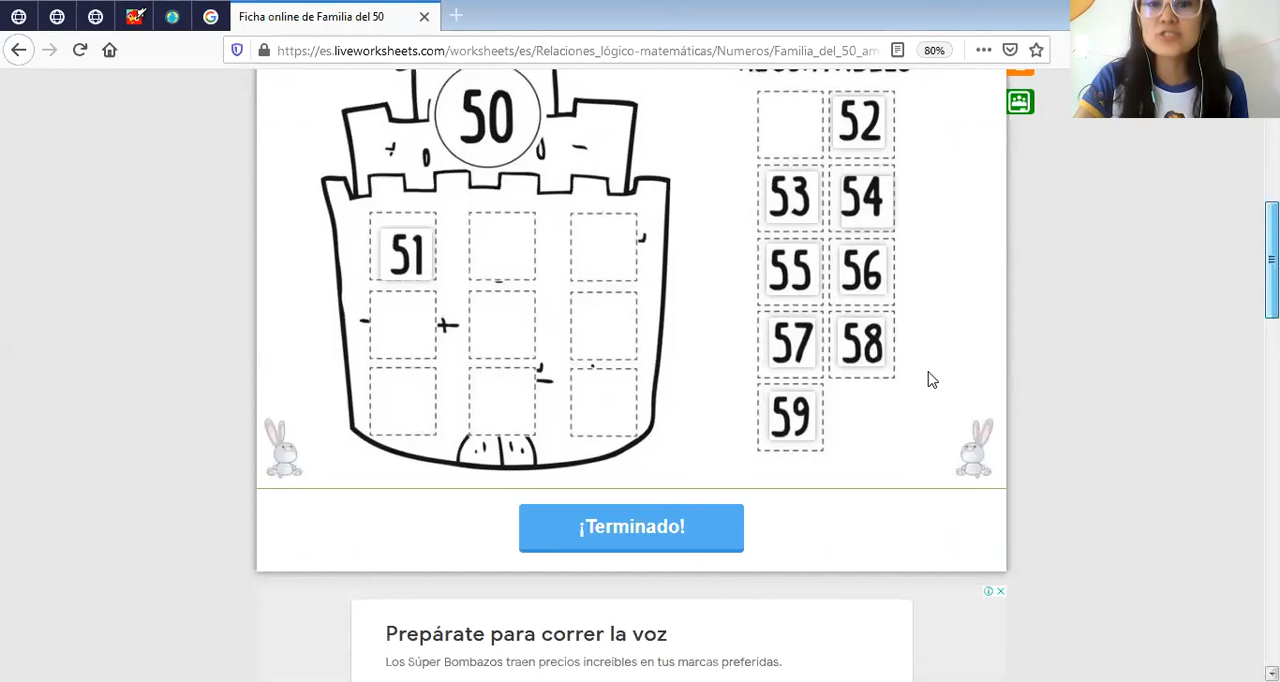 Ficha online de Familia del 50
https://es.liveworksheets.com/worksheets/es/Relaciones_lógico-matemáticas/Numeros/Familia_del_50_am
80%
50
51
52
53 54
55 56
57 58
59
¡Terminado!
Prepárate para correr la voz
Los Súper Bombazos traen precios increíbles en tus marcas preferidas.